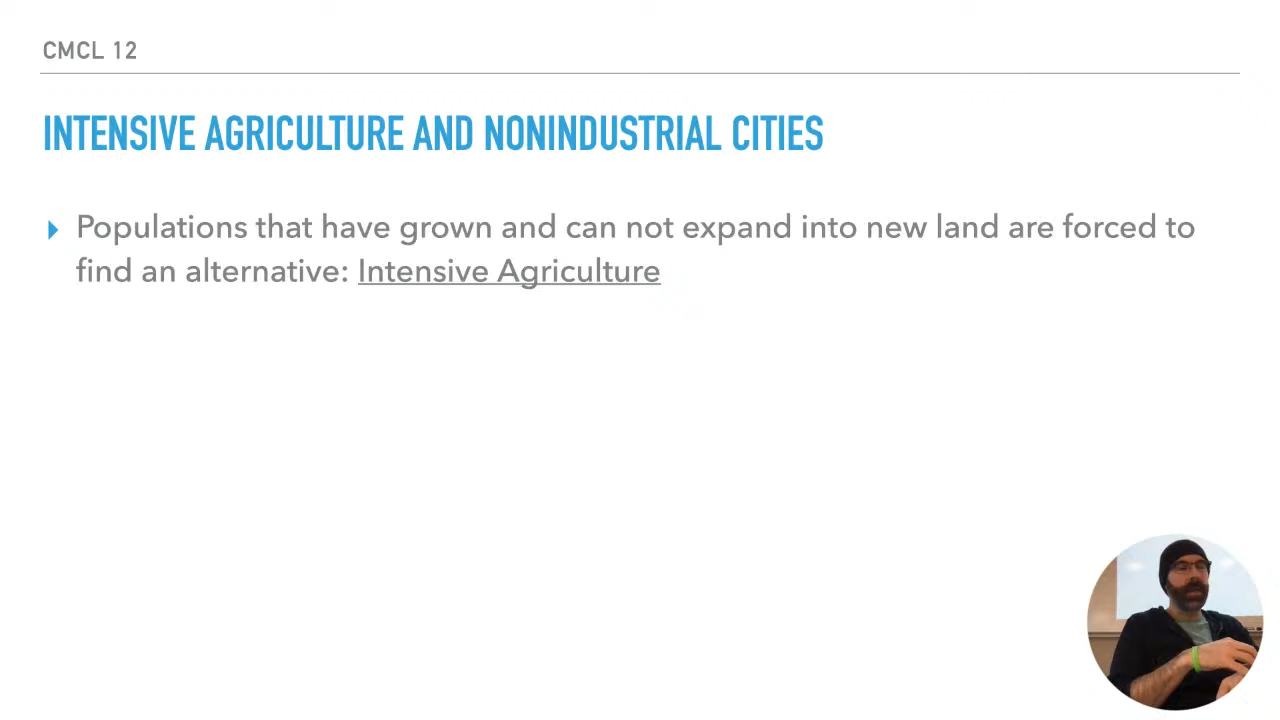 CMCL 12
INTENSIVE AGRICULTURE AND NONINDUSTRIAL CITIES
Populations that have grown and can not expand into new land are forced to
find an alternative: Intensive Agriculture